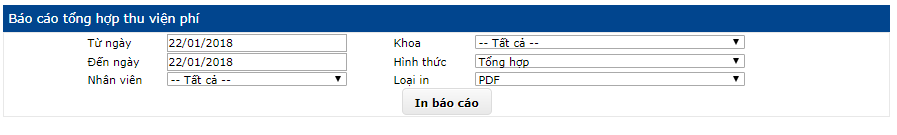 Báo cáo tổng hợp thu viện phí
Từ ngày 22/01/2018 Khoa -- Tất cả --
Đến ngày 22/01/2018 Hình thức Tổng hợp
Nhân viên -- Tất cả -- Loại in PDF
In báo cáo